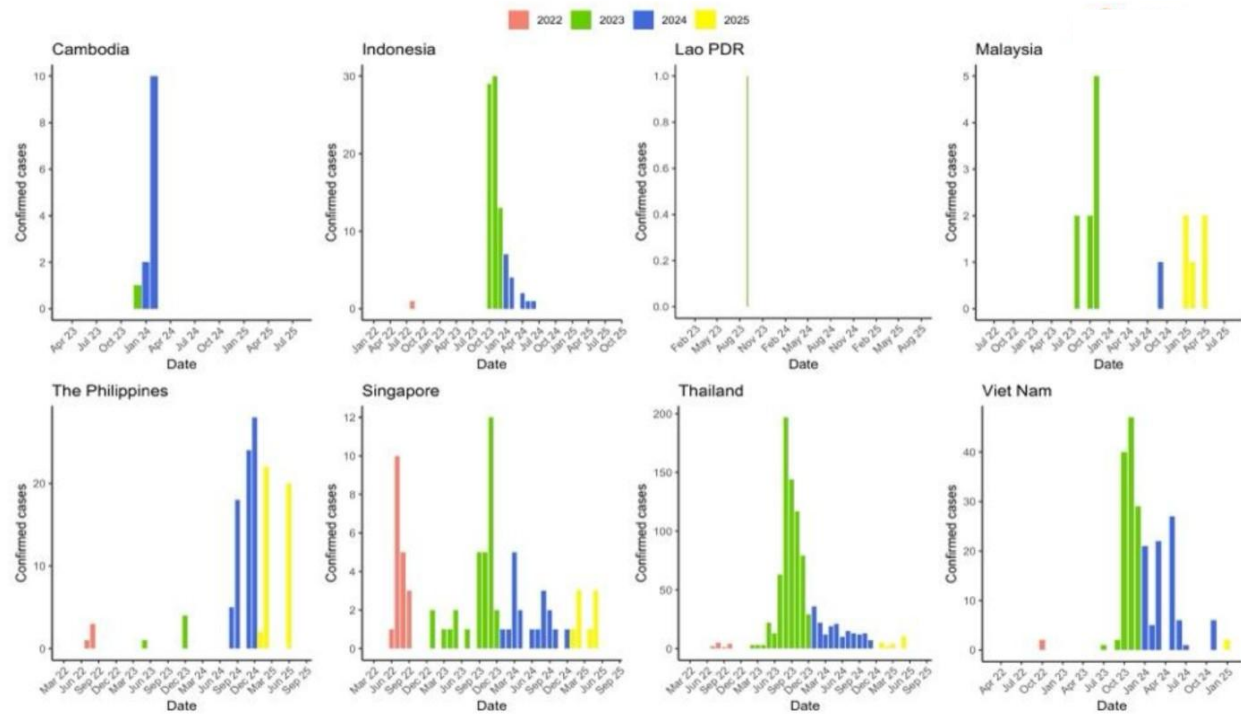 2022 2023 2024 2025
Cambodia
Confirmed cases
10
8
6
4
2
0
Apr 23 Jul 23 Oct 23 Jan 24 Apr 24 Jul 24 Oct 24 Jan 25 Apr 25 Jul 25
Date
Indonesia
Confirmed cases
30
20
10
0
Jan 22 Apr 22 Jul 22 Oct 22 Jan 23 Apr 23 Jul 23 Oct 23 Jan 24 Apr 24 Jul 24 Oct 24 Jan 25 Apr 25 Jul 25 Oct 25
Date
Lao PDR
Confirmed cases
1.0
0.8
0.6
0.4
0.2
0.0
Feb 23 May 23 Aug 23 Nov 23 Feb 24 May 24 Aug 24 Nov 24 Feb 25 May 25 Aug 25
Date
Malaysia
Confirmed cases
5
4
3
2
1
0
Jul 22 Oct 22 Jan 23 Apr 23 Jul 23 Oct 23 Jan 24 Apr 24 Jul 24 Oct 24 Jan 25 Apr 25 Jul 25
Date
The Philippines
Confirmed cases
20
10
0
Mar 22 Jun 22 Sep 22 Dec 22 Mar 23 Jun 23 Sep 23 Dec 23 Mar 24 Jun 24 Sep 24 Dec 24 Mar 25 Jun 25 Sep 25
Date
Singapore
Confirmed cases
12
10
8
6
4
2
0
Mar 22 Jun 22 Sep 22 Dec 22 Mar 23 Jun 23 Sep 23 Dec 23 Mar 24 Jun 24 Sep 24 Dec 24 Mar 25 Jun 25 Sep 25
Date
Thailand
Confirmed cases
200
150
100
50
0
Mar 22 Jun 22 Sep 22 Dec 22 Mar 23 Jun 23 Sep 23 Dec 23 Mar 24 Jun 24 Sep 24 Dec 24 Mar 25 Jun 25 Sep 25
Date
Viet Nam
Confirmed cases
40
30
20
10
0
Apr 22 Jul 22 Oct 22 Jan 23 Apr 23 Jul 23 Oct 23 Jan 24 Apr 24 Jul 24 Oct 24 Jan 25
Date